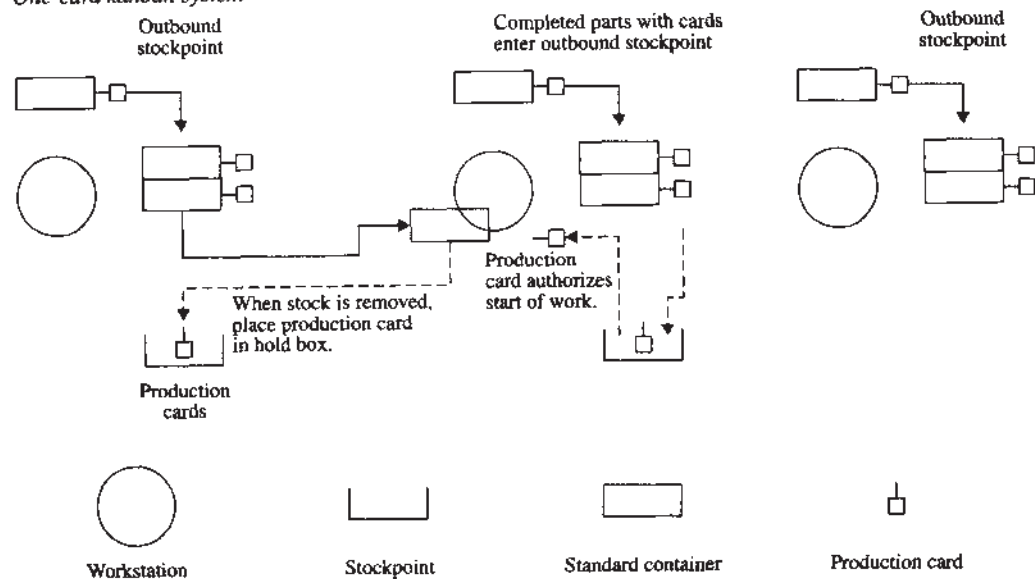 One-card kanban system
Outbound
stockpoint
Completed parts with cards
enter outbound stockpoint
Outbound
stockpoint
Production
card authorizes
start of work.
When stock is removed,
place production card
in hold box.
Production
cards
Workstation
Stockpoint
Standard container
Production card